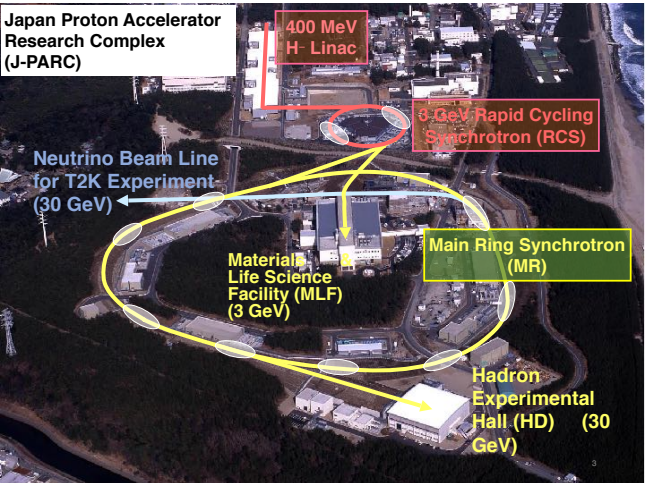 Japan Proton Accelerator
Research Complex
(J-PARC)
400 MeV
H- Linac
3 GeV Rapid Cycling
Synchrotron (RCS)
Neutrino Beam Line
for T2K Experiment
(30 GeV)
Materials &
Life Science
Facility (MLF)
(3 GeV)
Main Ring Synchrotron
(MR)
Hadron
Experimental
Hall (HD) (30
GeV)
3